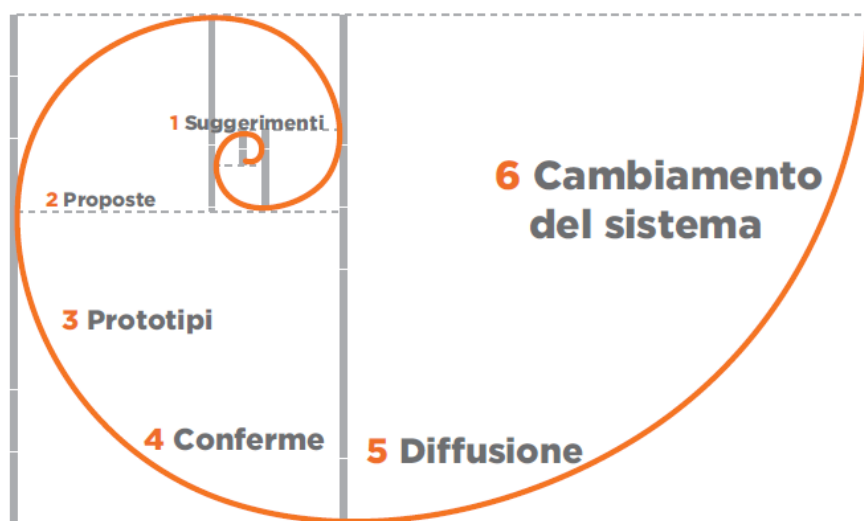 1 Suggerimenti
2 Proposte
3 Prototipi
4 Conferme
5 Diffusione
6 Cambiamento
del sistema